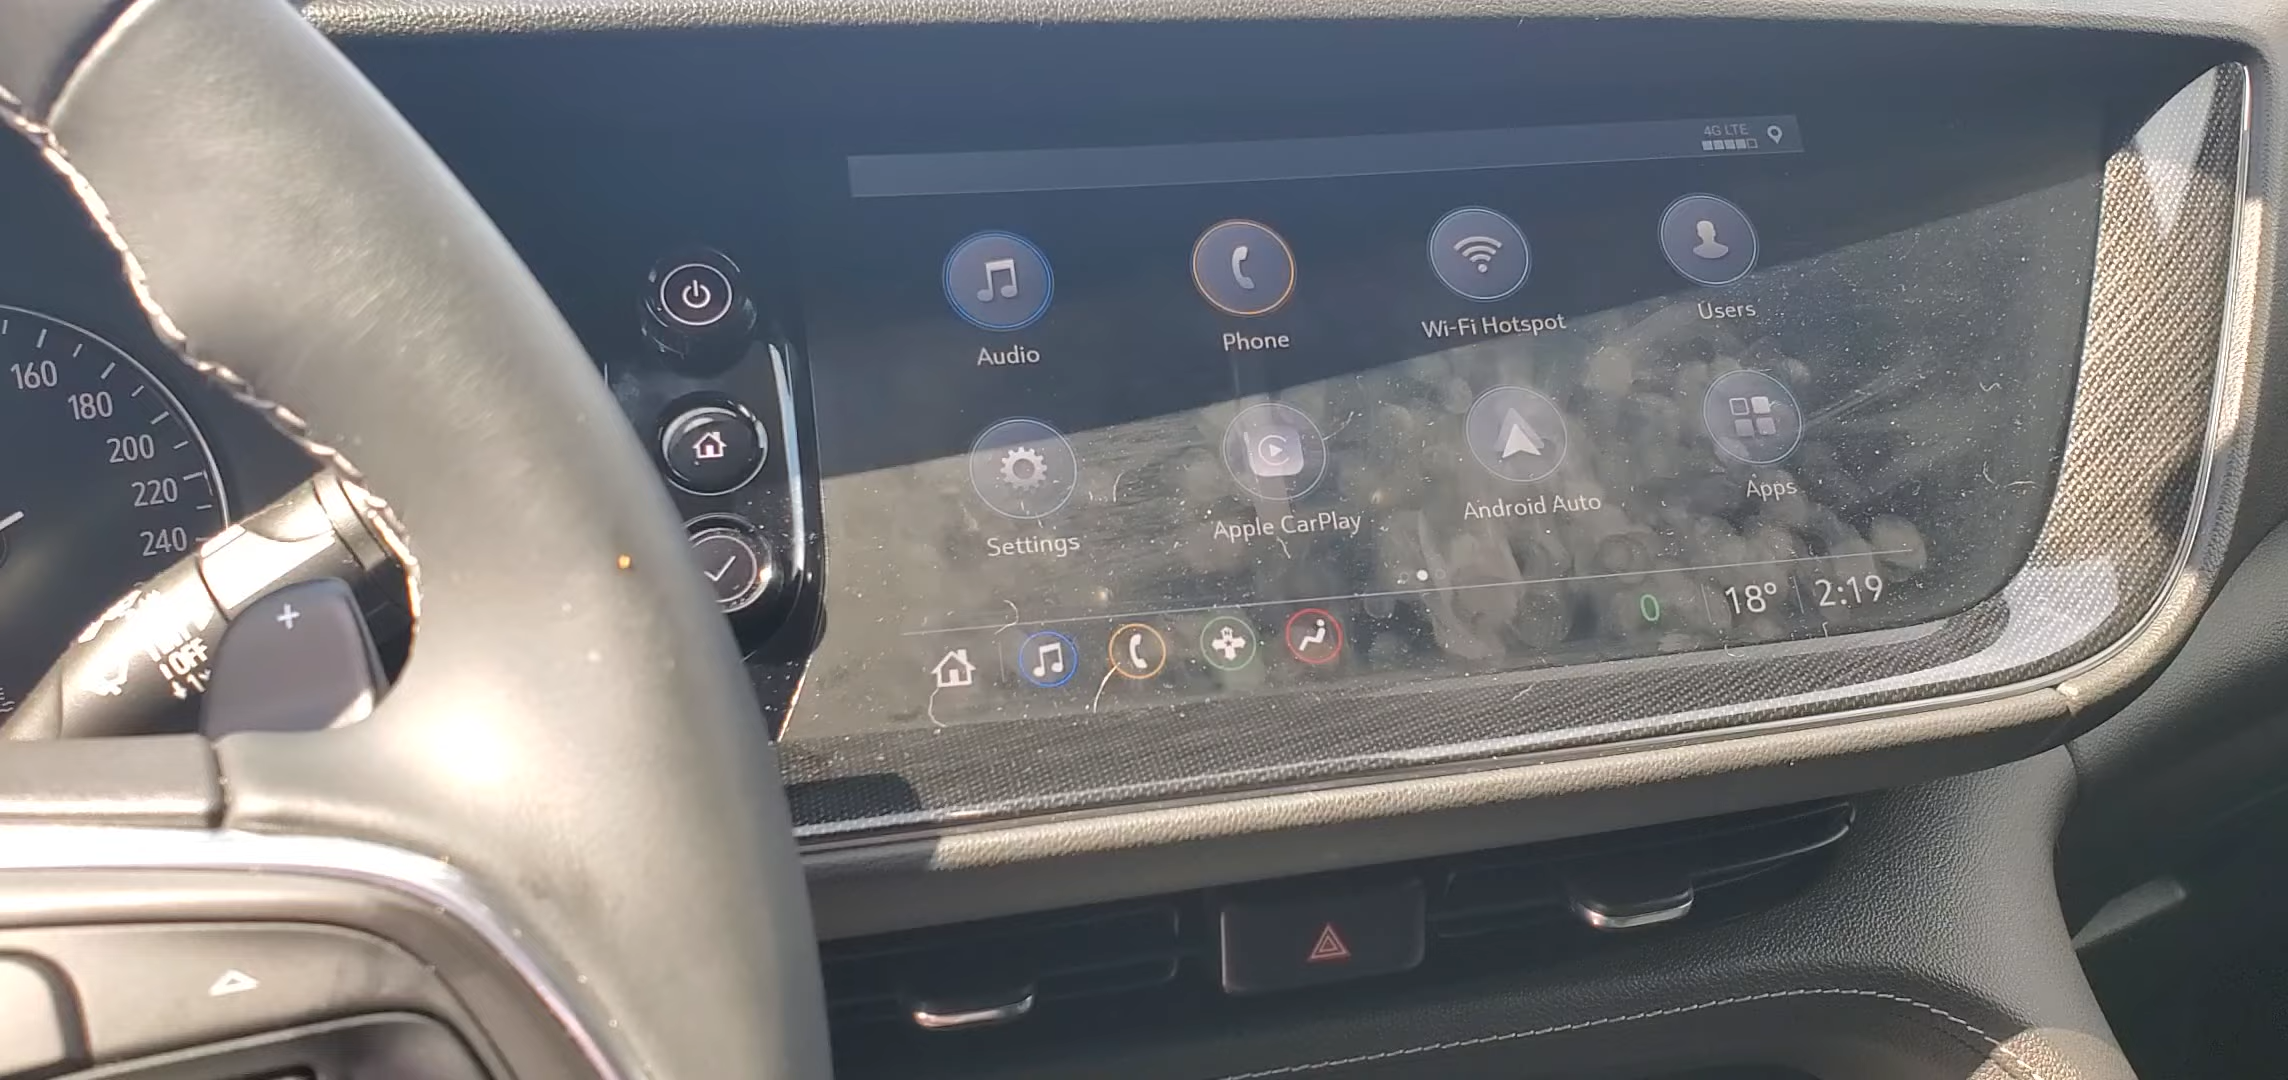 4G LTE
Audio
Phone
Wi-Fi Hotspot
Users
Settings
Apple CarPlay
Android Auto
Apps
0
18°
2:19
160
180
200
220
240
+
OFF